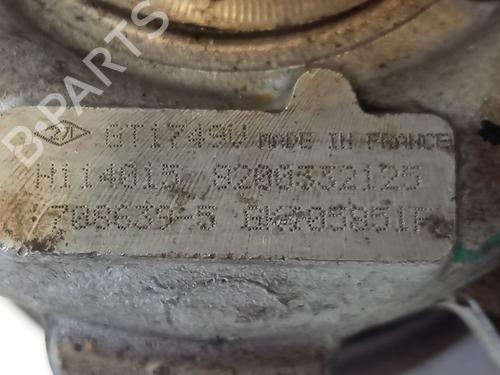 B-PARTS
GT1749V MADE IN FRANCE
H114015 8200332125
708639-5